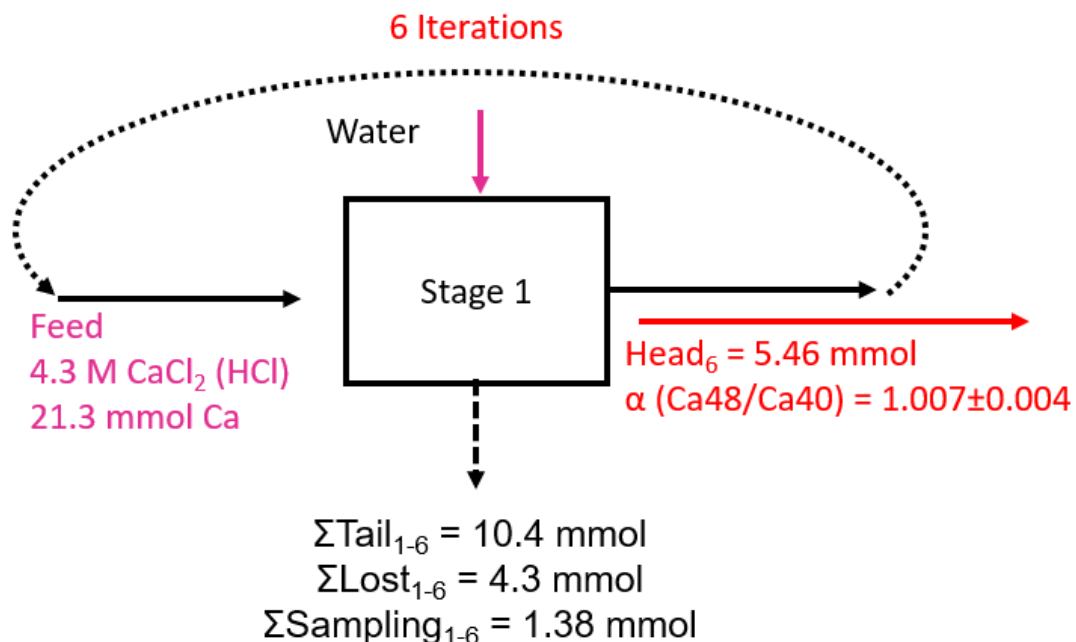 6 Iterations
Water
Stage 1
Feed
4.3 M CaCl₂ (HCl)
21.3 mmol Ca
Head₆ = 5.46 mmol
α (Ca48/Ca40) = 1.007±0.004
ΣTail₁₋₆ = 10.4 mmol
ΣLost₁₋₆ = 4.3 mmol
ΣSampling₁₋₆ = 1.38 mmol